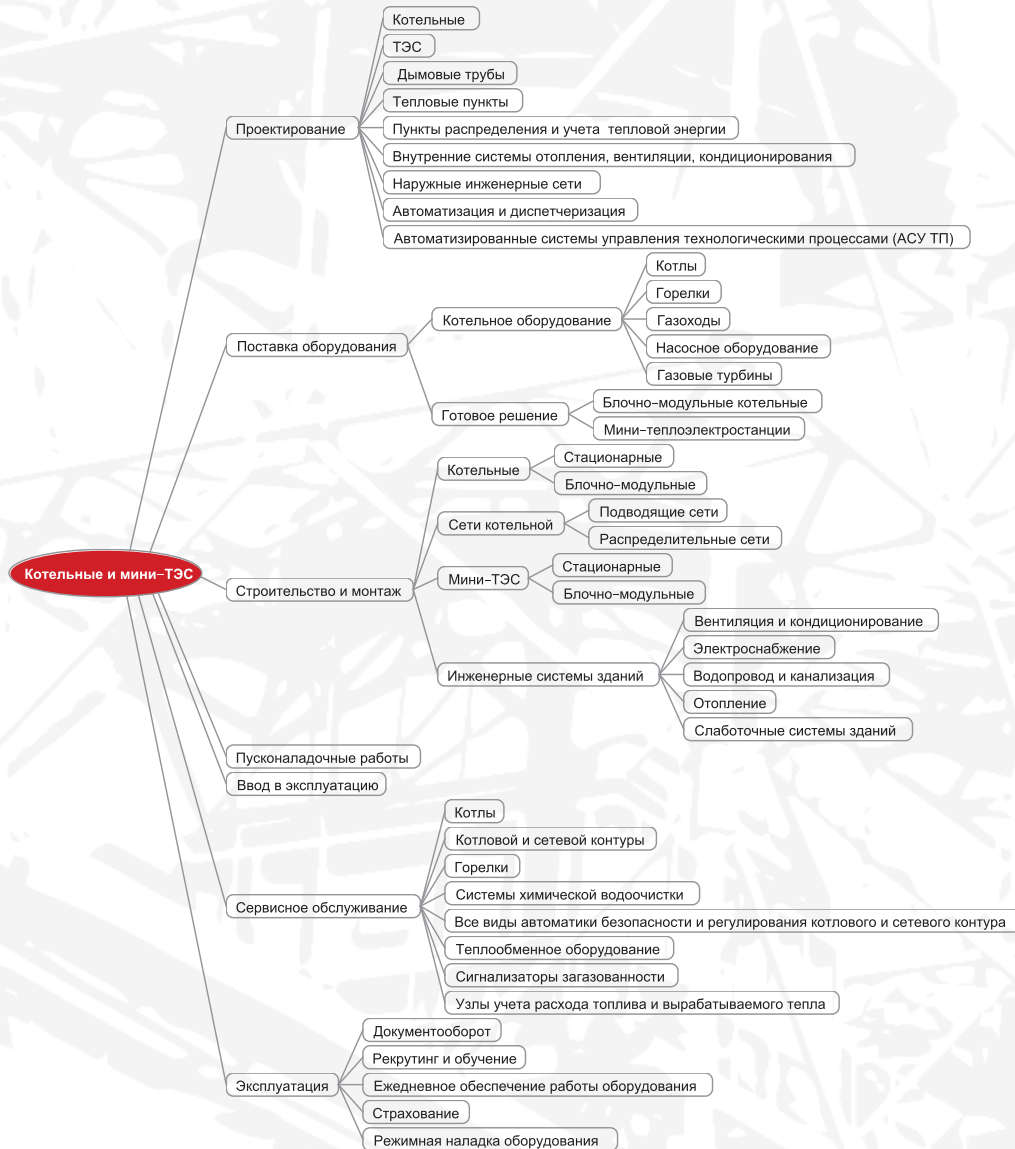 Котельные
ТЭС
Дымовые трубы
Тепловые пункты
Проектирование
Пункты распределения и учета тепловой энергии
Внутренние системы отопления, вентиляции, кондиционирования
Наружные инженерные сети
Автоматизация и диспетчеризация
Автоматизированные системы управления технологическими процессами (АСУ ТП)
Котлы
Горелки
Котельное оборудование
Газоходы
Поставка оборудования
Насосное оборудование
Газовые турбины
Готовое решение
Блочно–модульные котельные
Мини–теплоэлектростанции
Котельные
Стационарные
Блочно–модульные
Сети котельной
Подводящие сети
Распределительные сети
Котельные и мини–ТЭС
Строительство и монтаж
Мини–ТЭС
Стационарные
Блочно–модульные
Инженерные системы зданий
Вентиляция и кондиционирование
Электроснабжение
Водопровод и канализация
Отопление
Слаботочные системы зданий
Пусконаладочные работы
Ввод в эксплуатацию
Котлы
Котловой и сетевой контуры
Горелки
Системы химической водоочистки
Сервисное обслуживание
Все виды автоматики безопасности и регулирования котлового и сетевого контура
Теплообменное оборудование
Сигнализаторы загазованности
Узлы учета расхода топлива и вырабатываемого тепла
Документооборот
Рекрутинг и обучение
Эксплуатация
Ежедневное обеспечение работы оборудования
Страхование
Режимная наладка оборудования